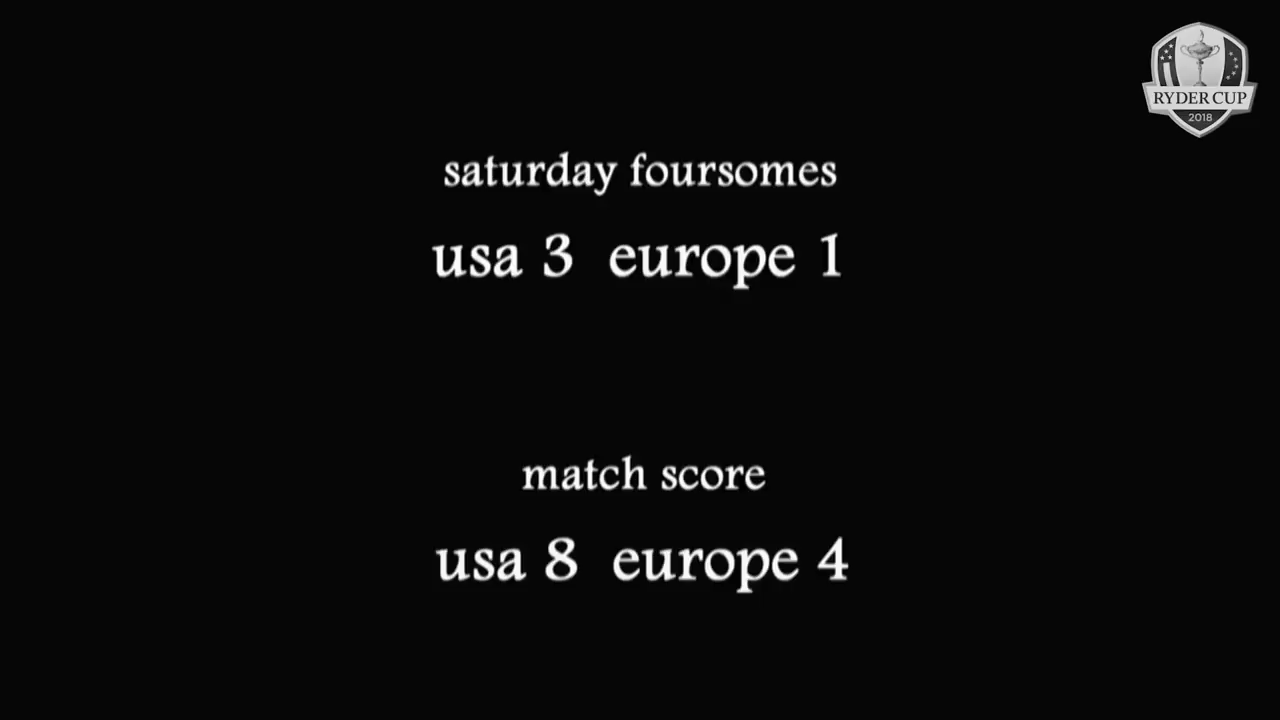 RYDER CUP
2018
saturday foursomes
usa 3 europe 1
match score
usa 8 europe 4